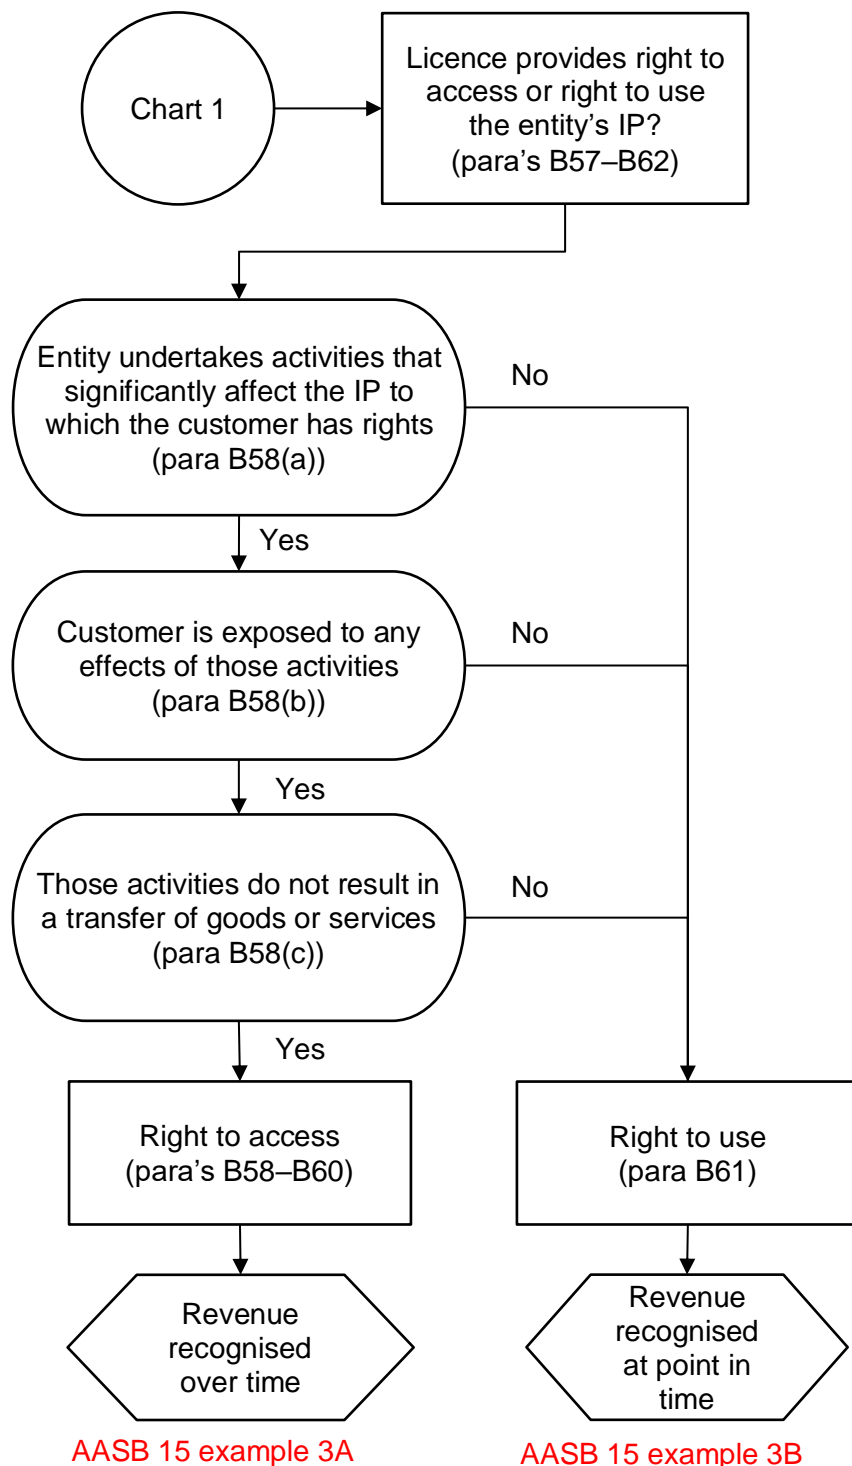 Chart 1
Licence provides right to
access or right to use
the entity’s IP?
(para’s B57–B62)
Entity undertakes activities that
significantly affect the IP to
which the customer has rights
(para B58(a))
No
Yes
Customer is exposed to any
effects of those activities
(para B58(b))
No
Yes
Those activities do not result in
a transfer of goods or services
(para B58(c))
No
Yes
Right to access
(para’s B58–B60)
Right to use
(para B61)
Revenue
recognised
over time
Revenue
recognised
at point in
time
AASB 15 example 3A
AASB 15 example 3B